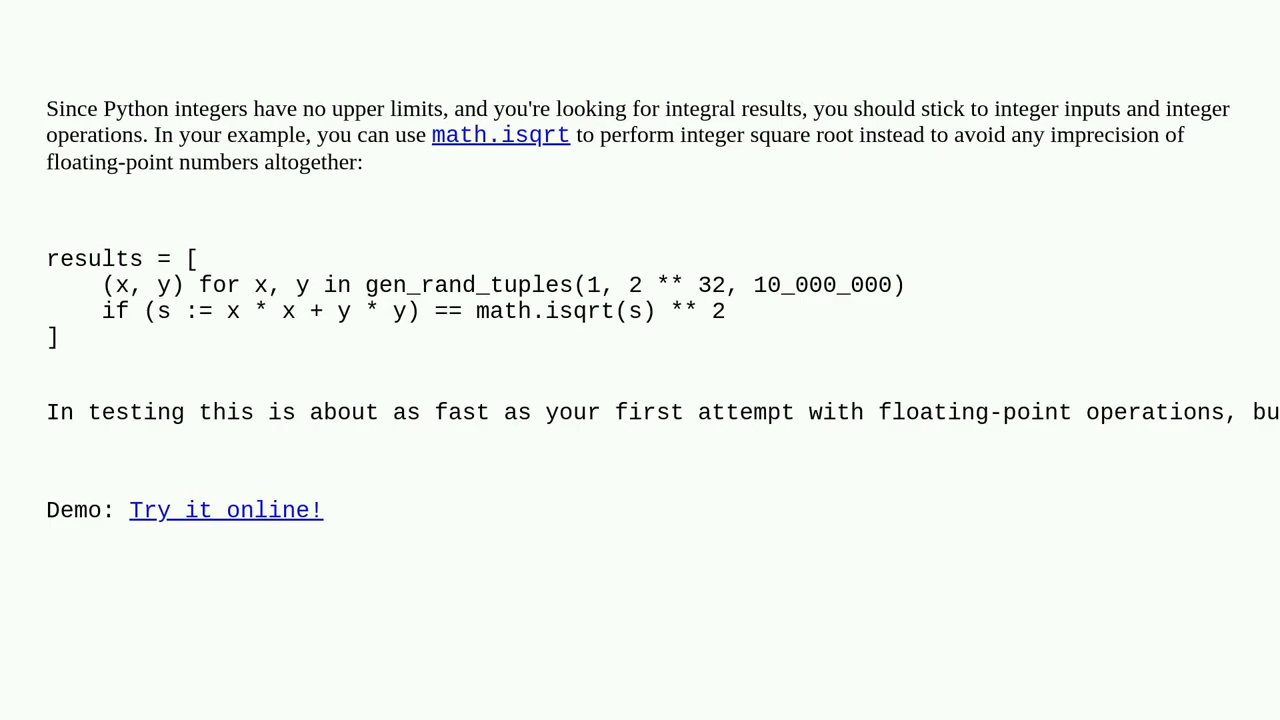 Since Python integers have no upper limits, and you're looking for integral results, you should stick to integer inputs and integer
operations. In your example, you can use math.isqrt to perform integer square root instead to avoid any imprecision of
floating-point numbers altogether:
results = [
    (x, y) for x, y in gen_rand_tuples(1, 2 ** 32, 10_000_000)
    if (s := x * x + y * y) == math.isqrt(s) ** 2
]
In testing this is about as fast as your first attempt with floating-point operations,
Demo: Try it online!